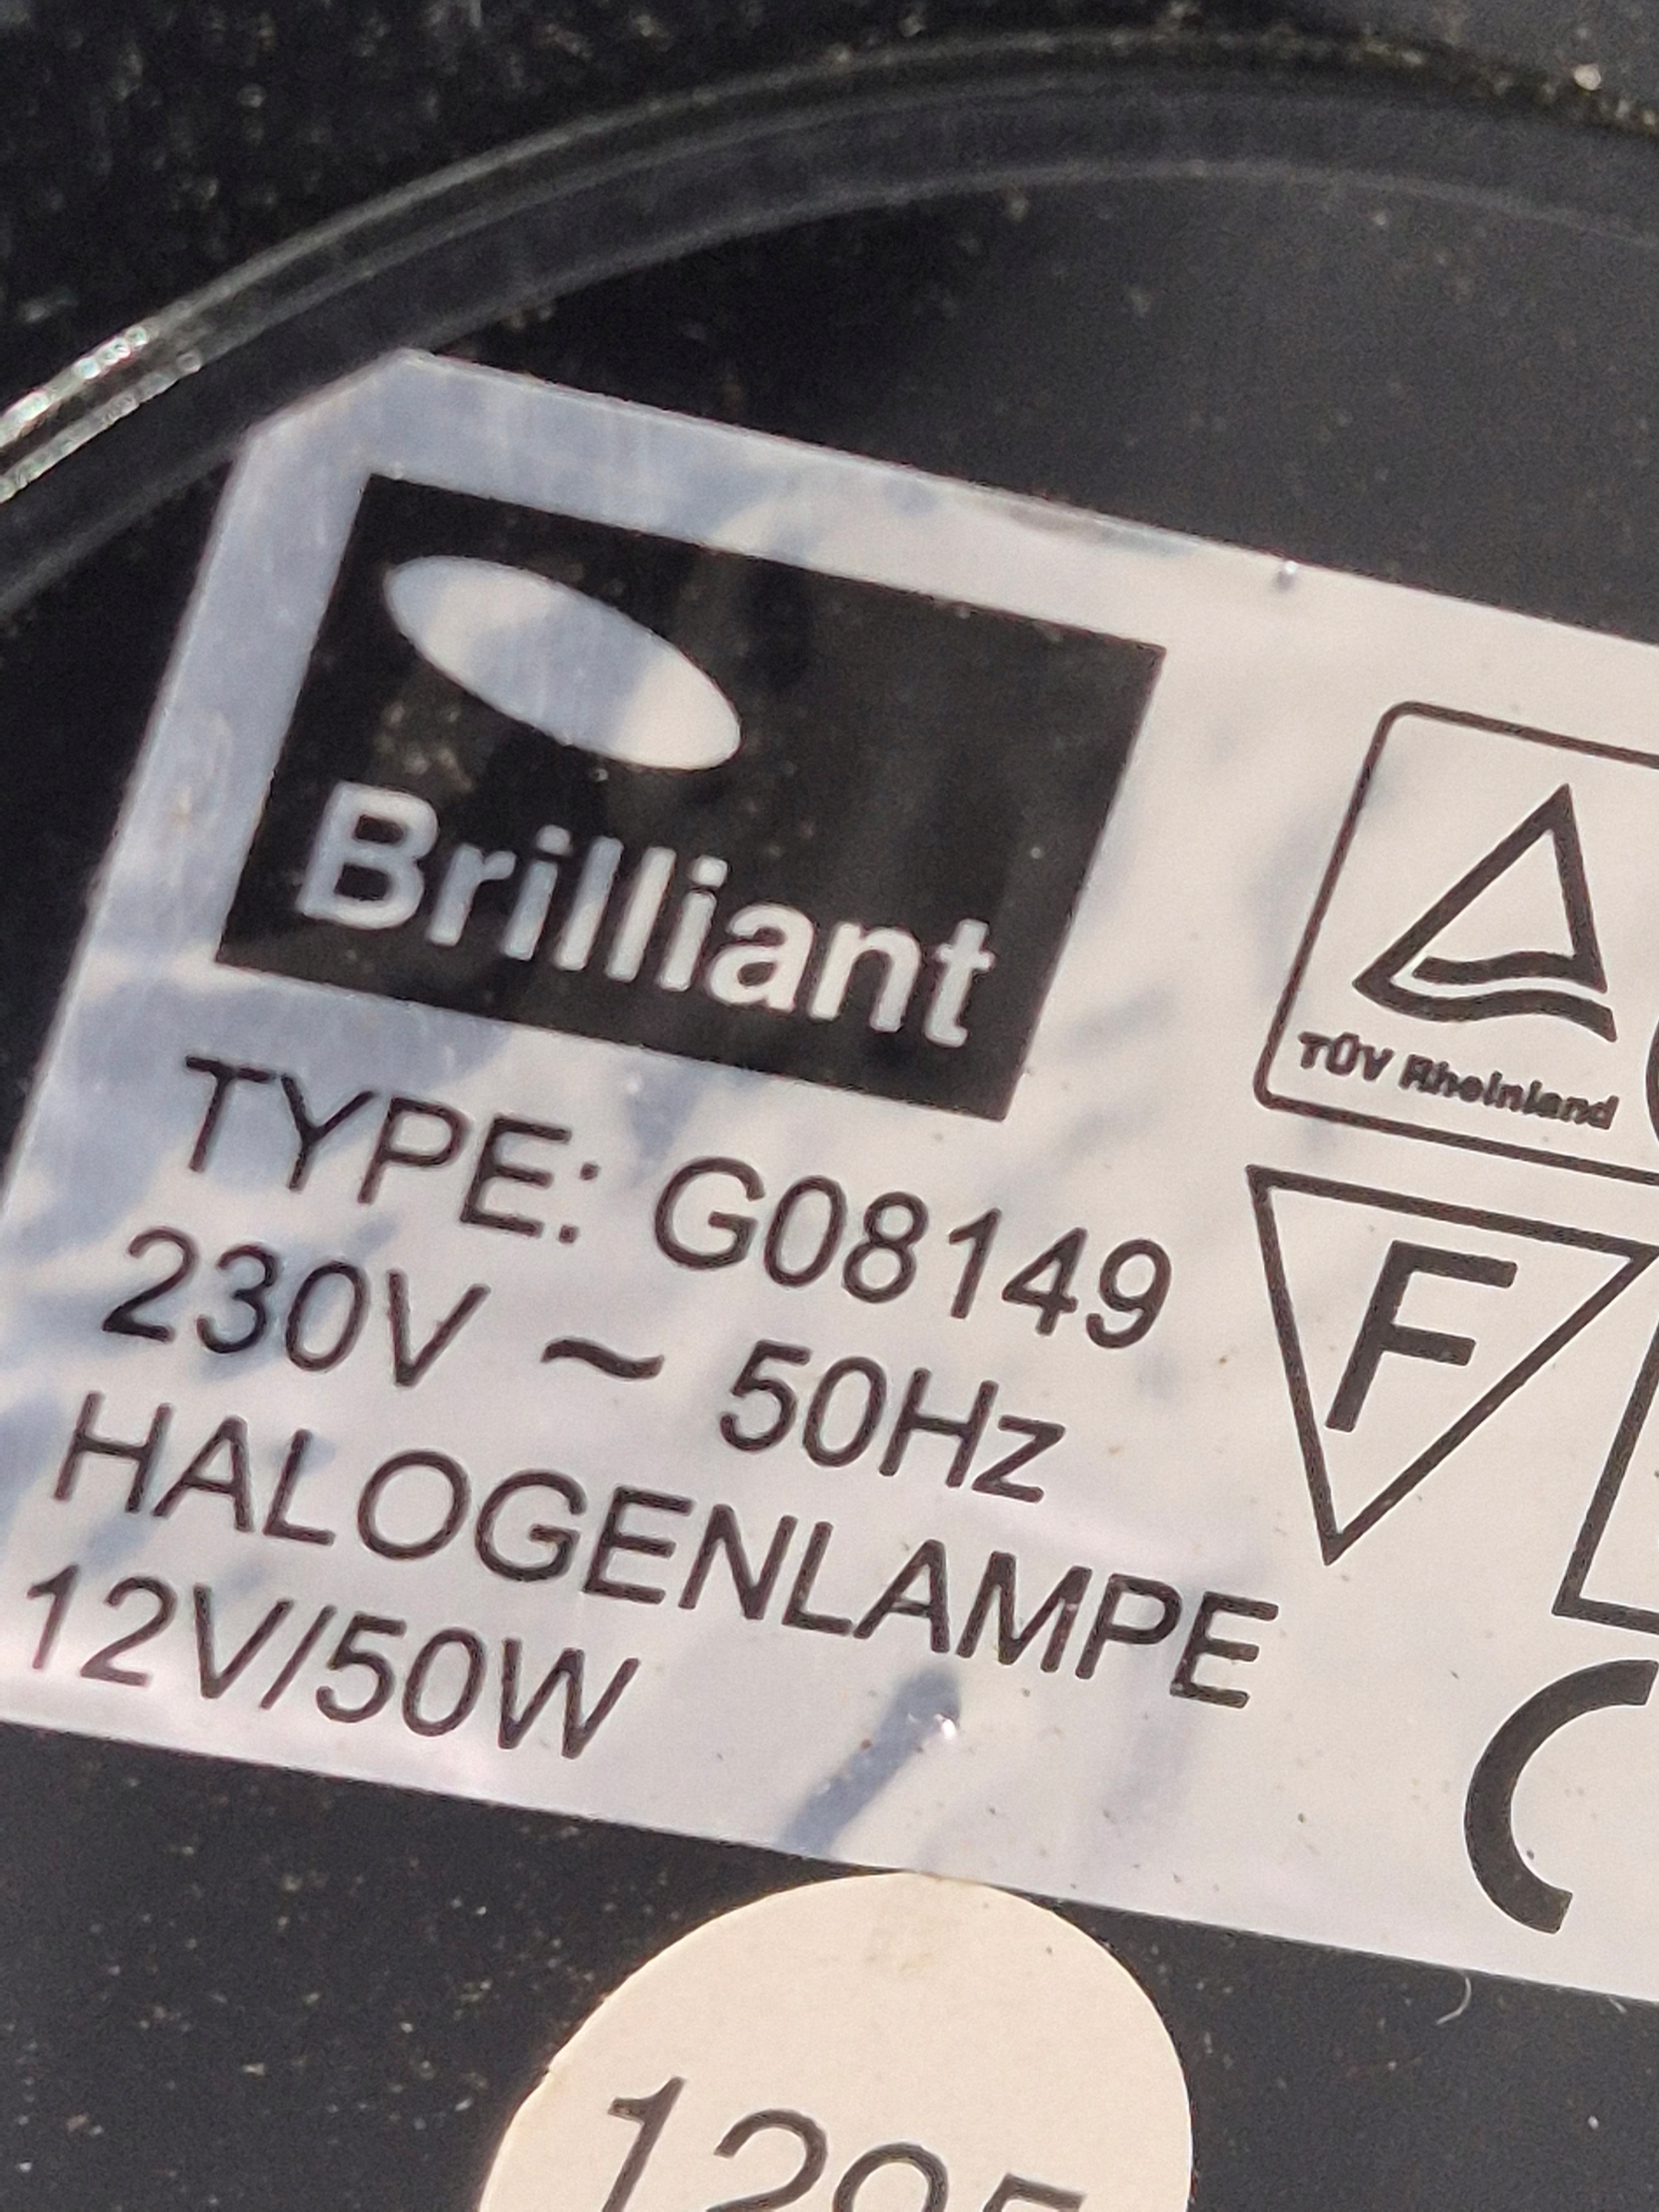 Brilliant
TÜV Rheinland
TYPE: G08149
230V ~ 50Hz
F
HALOGENLAMPE
12V/50W